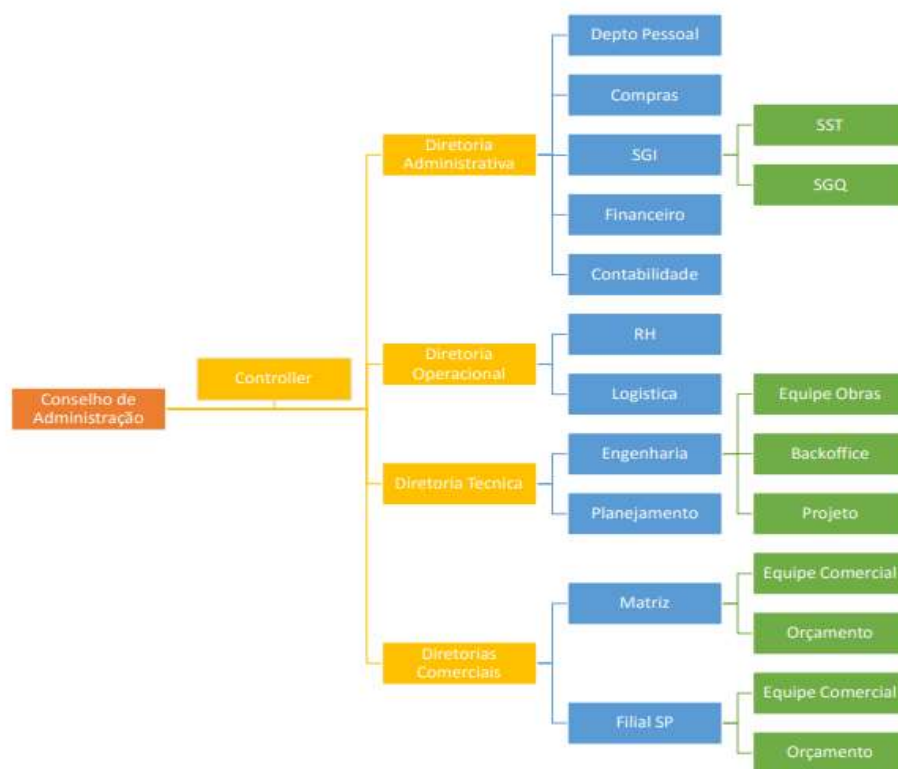 Depto Pessoal
Compras
SST
Diretoria
Administrativa
SGI
SGQ
Financeiro
Contabilidade
RH
Diretoria
Operacional
Controller
Logistica
Equipe Obras
Conselho de
Administração
Engenharia
Backoffice
Diretoria Tecnica
Planejamento
Projeto
Equipe Comercial
Matriz
Orçamento
Diretorias
Comerciais
Equipe Comercial
Filial SP
Orçamento